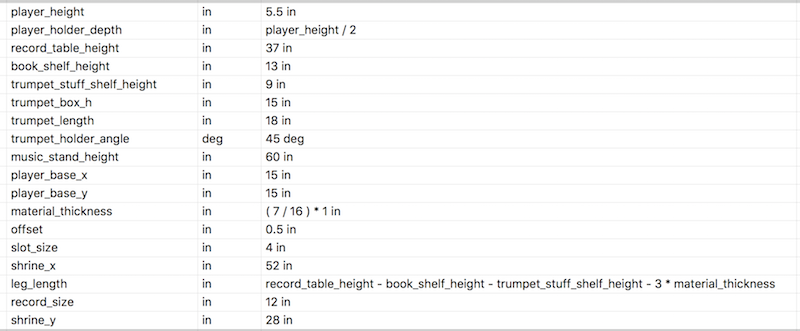 player_height in 5.5 in
player_holder_depth in player_height / 2
record_table_height in 37 in
book_shelf_height in 13 in
trumpet_stuff_shelf_height in 9 in
trumpet_box_h in 15 in
trumpet_length in 18 in
trumpet_holder_angle deg 45 deg
music_stand_height in 60 in
player_base_x in 15 in
player_base_y in 15 in
material_thickness in ( 7 / 16 ) * 1 in
offset in 0.5 in
slot_size in 4 in
shrine_x in 52 in
leg_length in record_table_height - book_shelf_height - trumpet_stuff_shelf_height - 3 * material_thickness
record_size in 12 in
shrine_y in 28 in